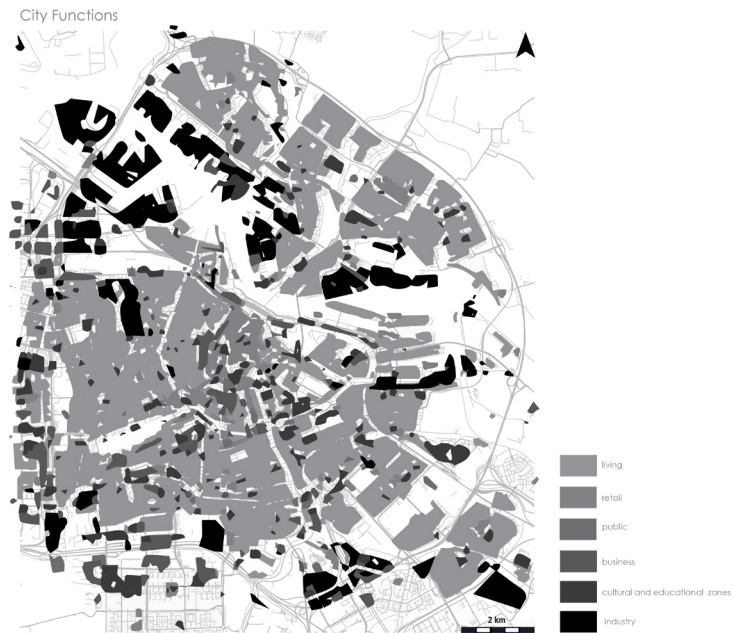 City Functions
living
retail
public
business
cultural and educational zones
industry
2 km